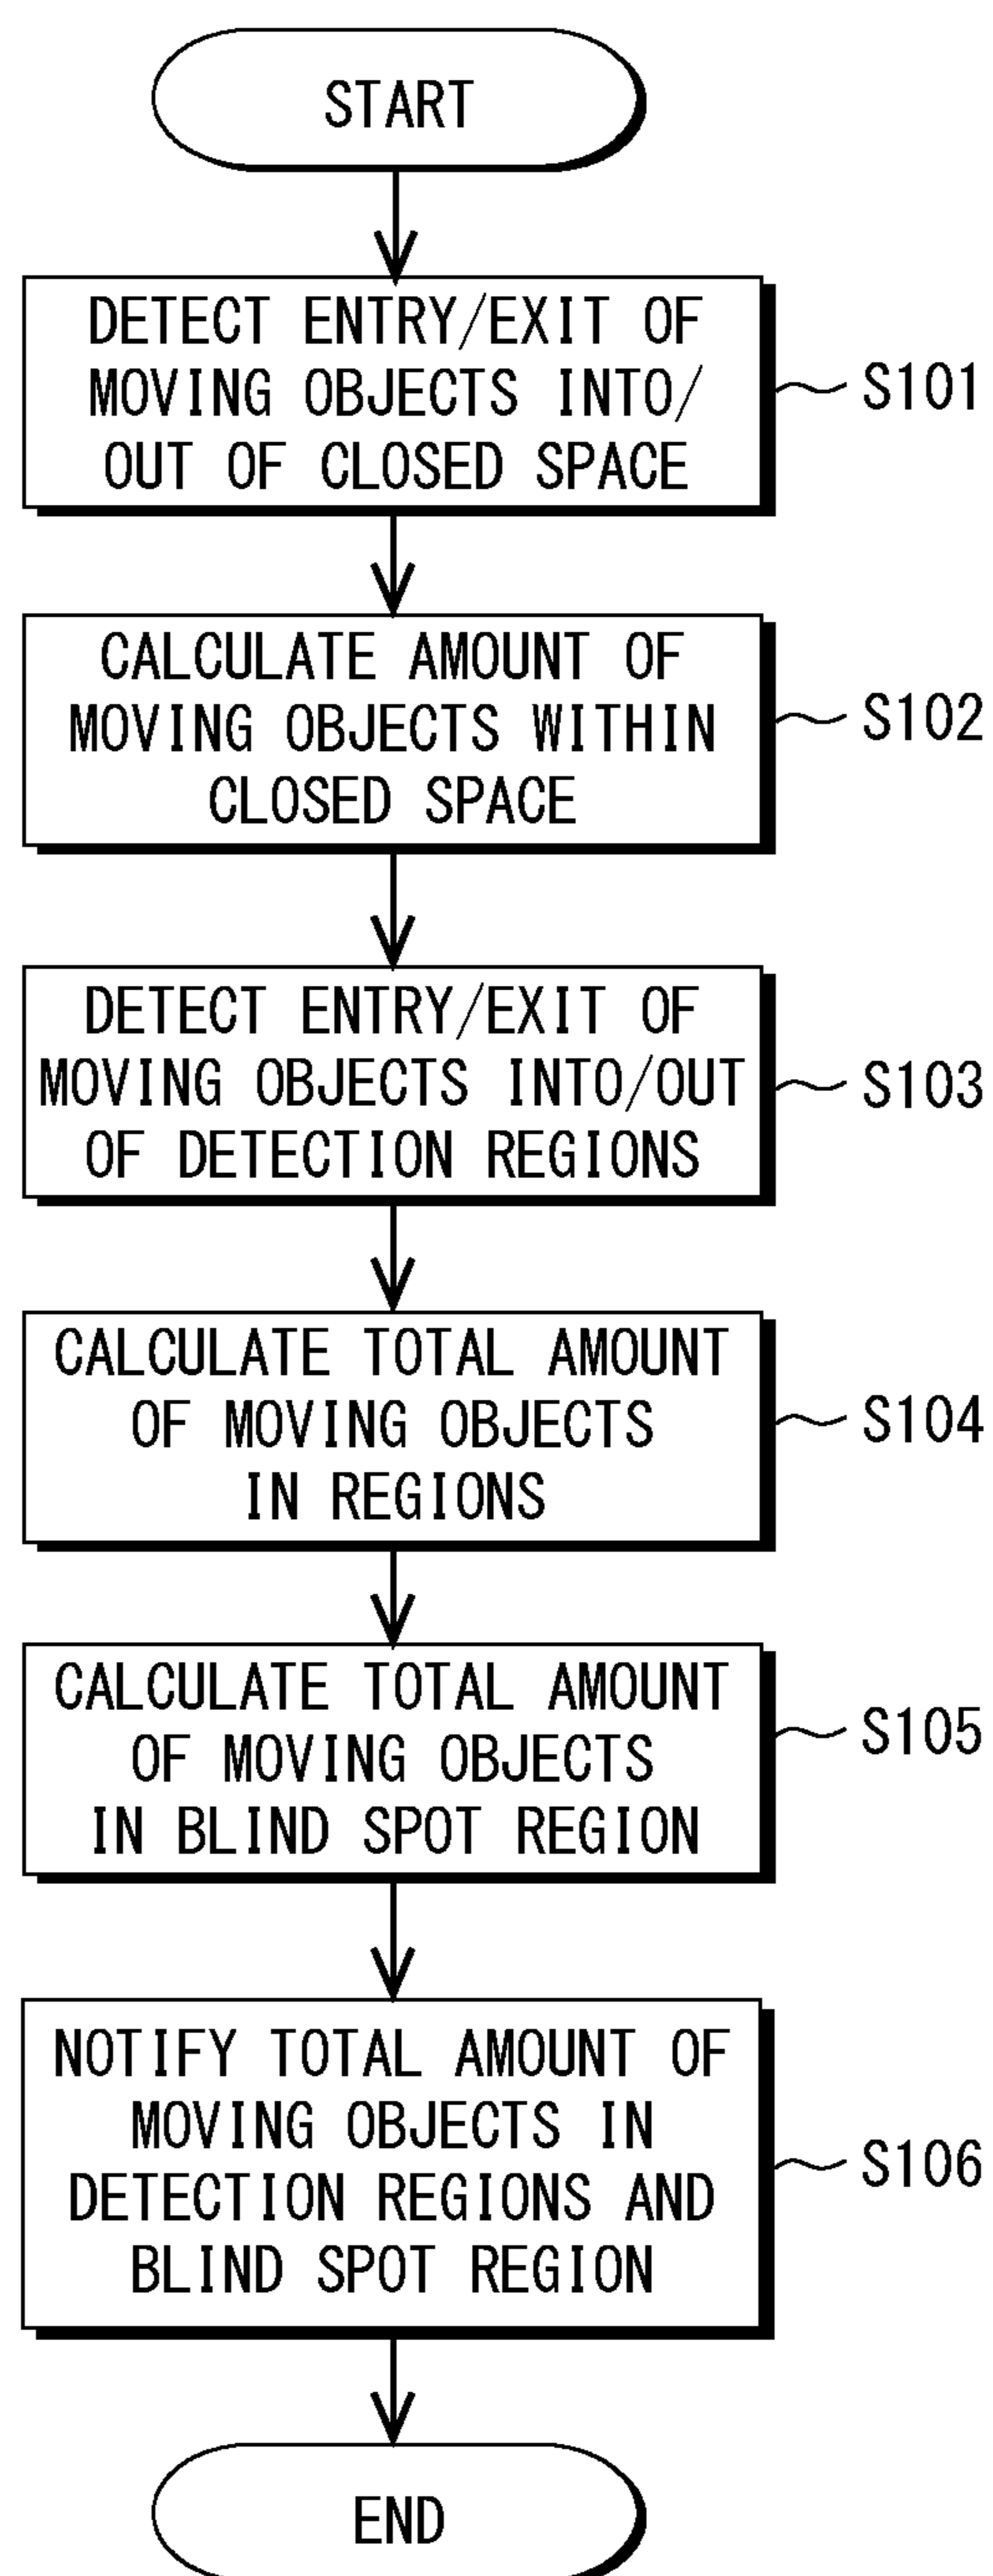 START
DETECT ENTRY/EXIT OF
MOVING OBJECTS INTO/
OUT OF CLOSED SPACE
S101
CALCULATE AMOUNT OF
MOVING OBJECTS WITHIN
CLOSED SPACE
S102
DETECT ENTRY/EXIT OF
MOVING OBJECTS INTO/OUT
OF DETECTION REGIONS
S103
CALCULATE TOTAL AMOUNT
OF MOVING OBJECTS
IN REGIONS
S104
CALCULATE TOTAL AMOUNT
OF MOVING OBJECTS
IN BLIND SPOT REGION
S105
NOTIFY TOTAL AMOUNT OF
MOVING OBJECTS IN
DETECTION REGIONS AND
BLIND SPOT REGION
S106
END